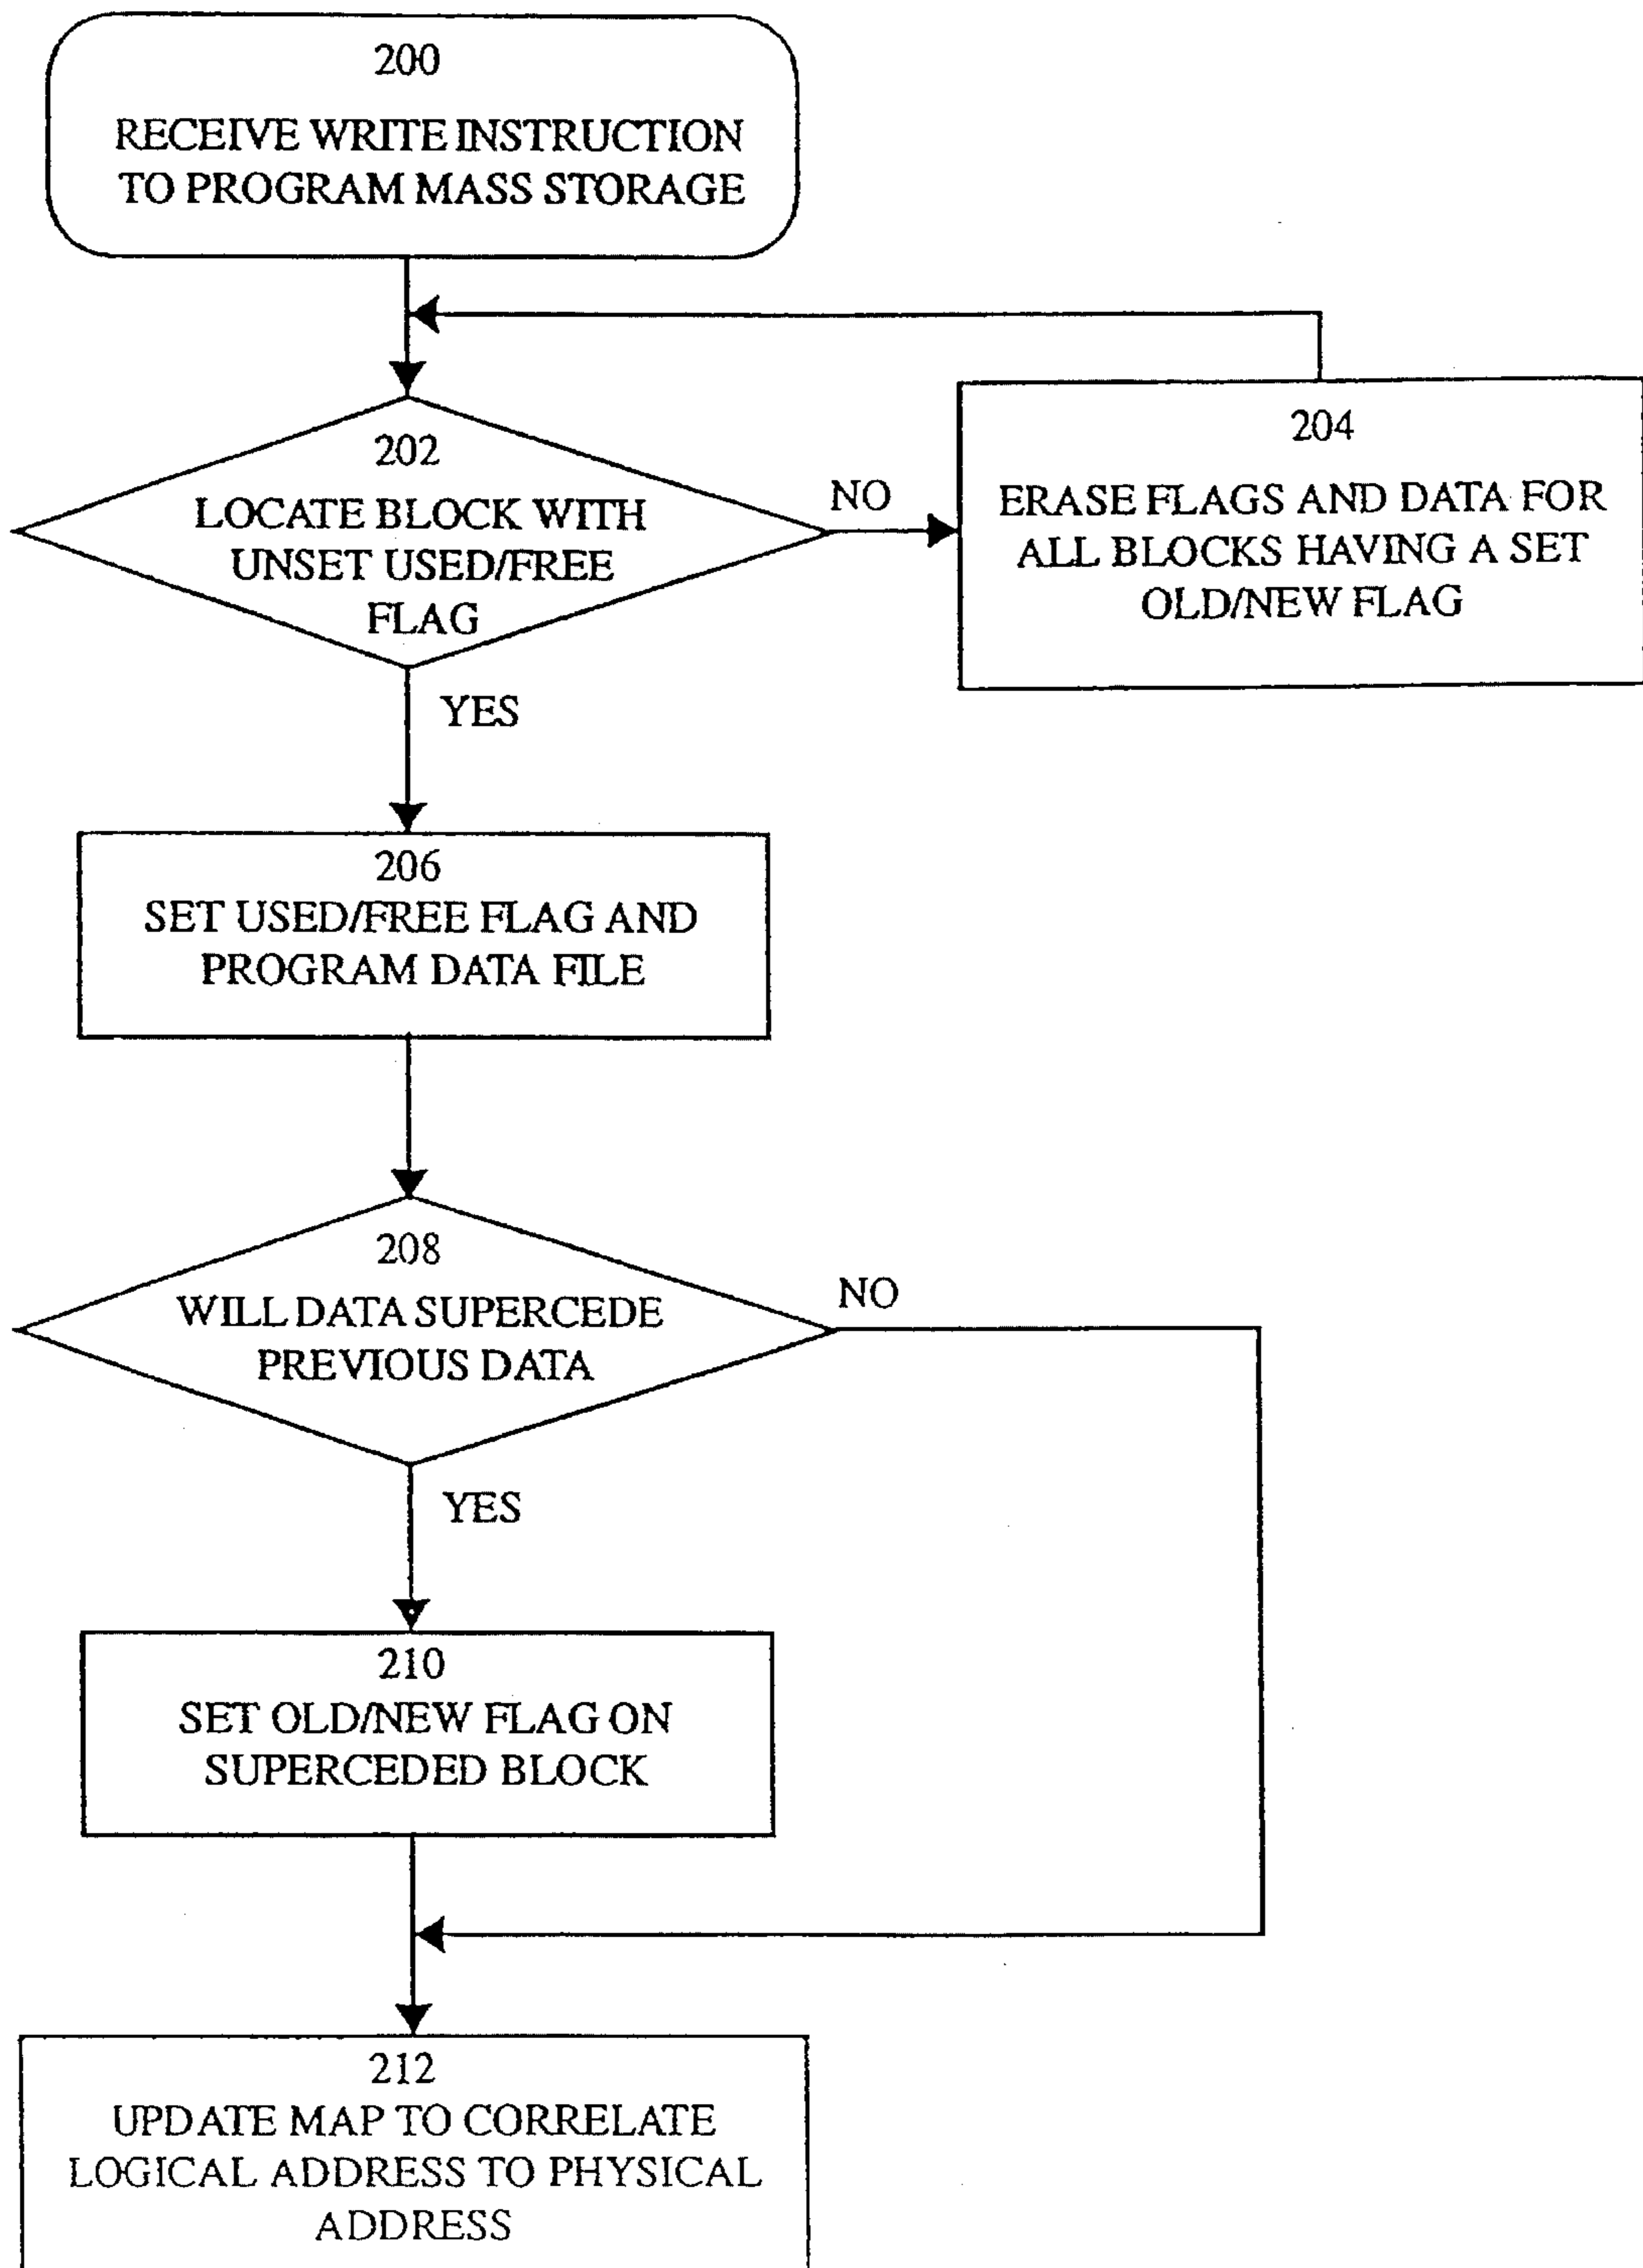 200
RECEIVE WRITE INSTRUCTION
TO PROGRAM MASS STORAGE
202
LOCATE BLOCK WITH
UNSET USED/FREE
FLAG
NO
204
ERASE FLAGS AND DATA FOR
ALL BLOCKS HAVING A SET
OLD/NEW FLAG
YES
206
SET USED/FREE FLAG AND
PROGRAM DATA FILE
208
WILL DATA SUPERCEDE
PREVIOUS DATA
NO
YES
210
SET OLD/NEW FLAG ON
SUPERCEDED BLOCK
212
UPDATE MAP TO CORRELATE
LOGICAL ADDRESS TO PHYSICAL
ADDRESS